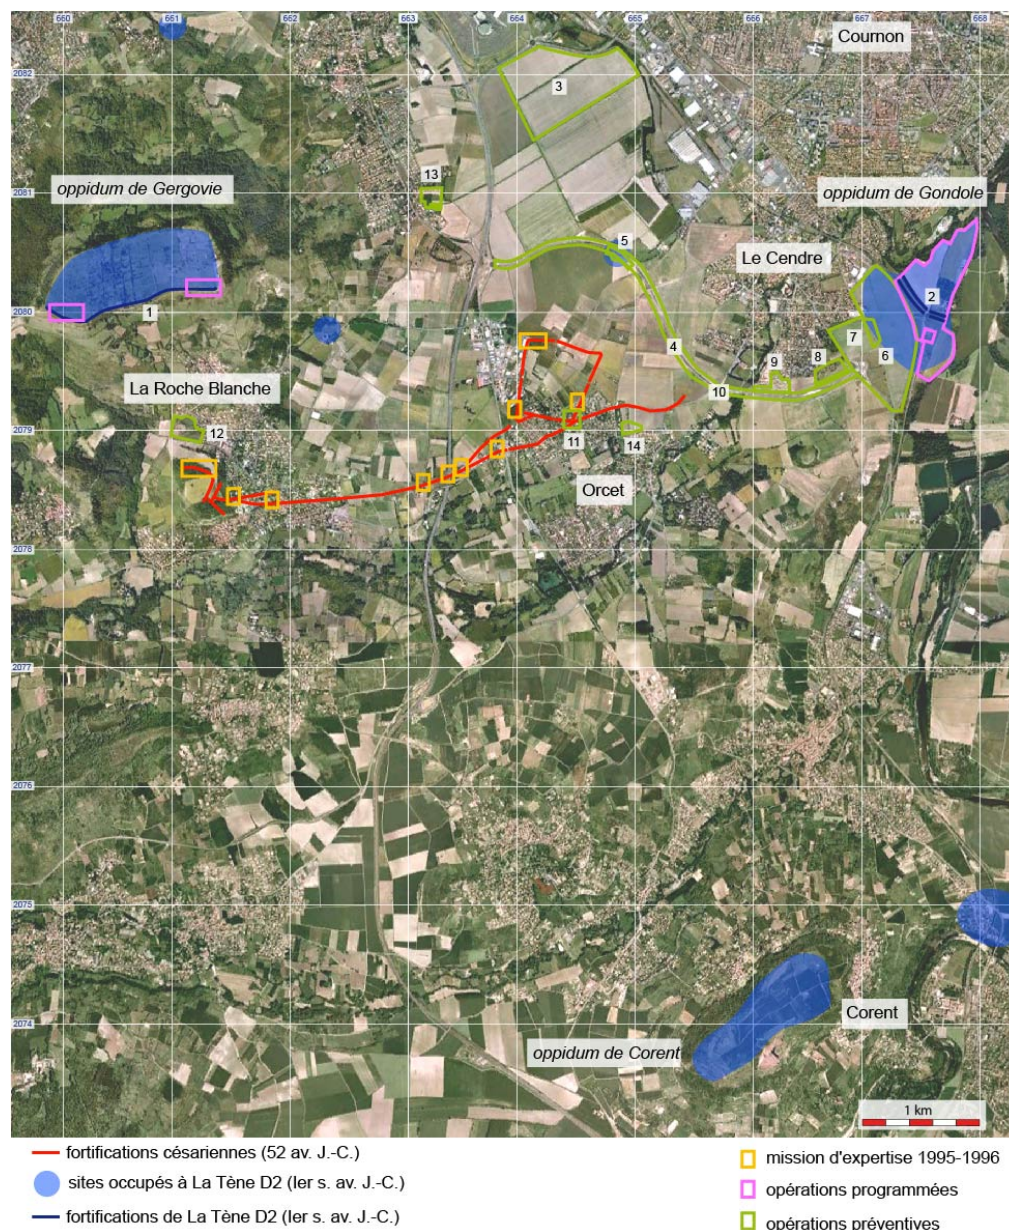 660 661 662 663 664 665 666 667 668
Cournon
2082
3
13
2081
oppidum de Gergovie
oppidum de Gondole
5
Le Cendre
2
2080
1
7
4
6
8
9
La Roche Blanche
10
12
11
14
2079
Orcet
2078
2077
2076
2075
2074
Corent
oppidum de Corent
1 km
fortifications césariennes (52 av. J.-C.)
sites occupés à La Tène D2 (Ier s. av. J.-C.)
fortifications de La Tène D2 (Ier s. av. J.-C.)
mission d'expertise 1995-1996
opérations programmées
opérations préventives